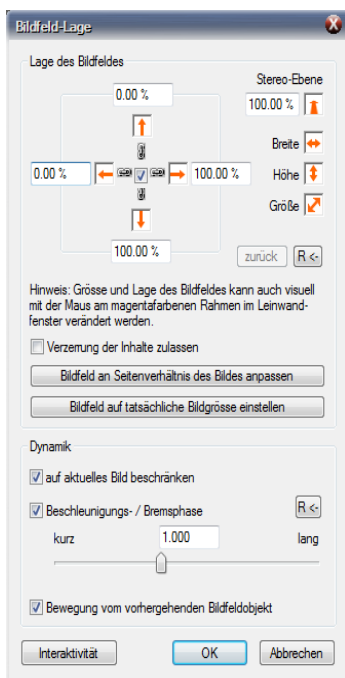 Bildfeld-Lage
Lage des Bildfeldes
Stereo-Ebene
0.00 %
100.00 %
Breite
0.00 %
100.00 %
Höhe
Größe
100.00 %
zurück
R <-
Hinweis: Grösse und Lage des Bildfeldes kann auch visuell
mit der Maus am magentafarbenen Rahmen im Leinwand-
fenster verändert werden.
Verzerrung der Inhalte zulassen
Bildfeld an Seitenverhältnis des Bildes anpassen
Bildfeld auf tatsächliche Bildgrösse einstellen
Dynamik
auf aktuelles Bild beschränken
Beschleunigungs- / Bremsphase
R <-
kurz
1.000
lang
Bewegung vom vorhergehenden Bildfeldobjekt
Interaktivität
OK
Abbrechen